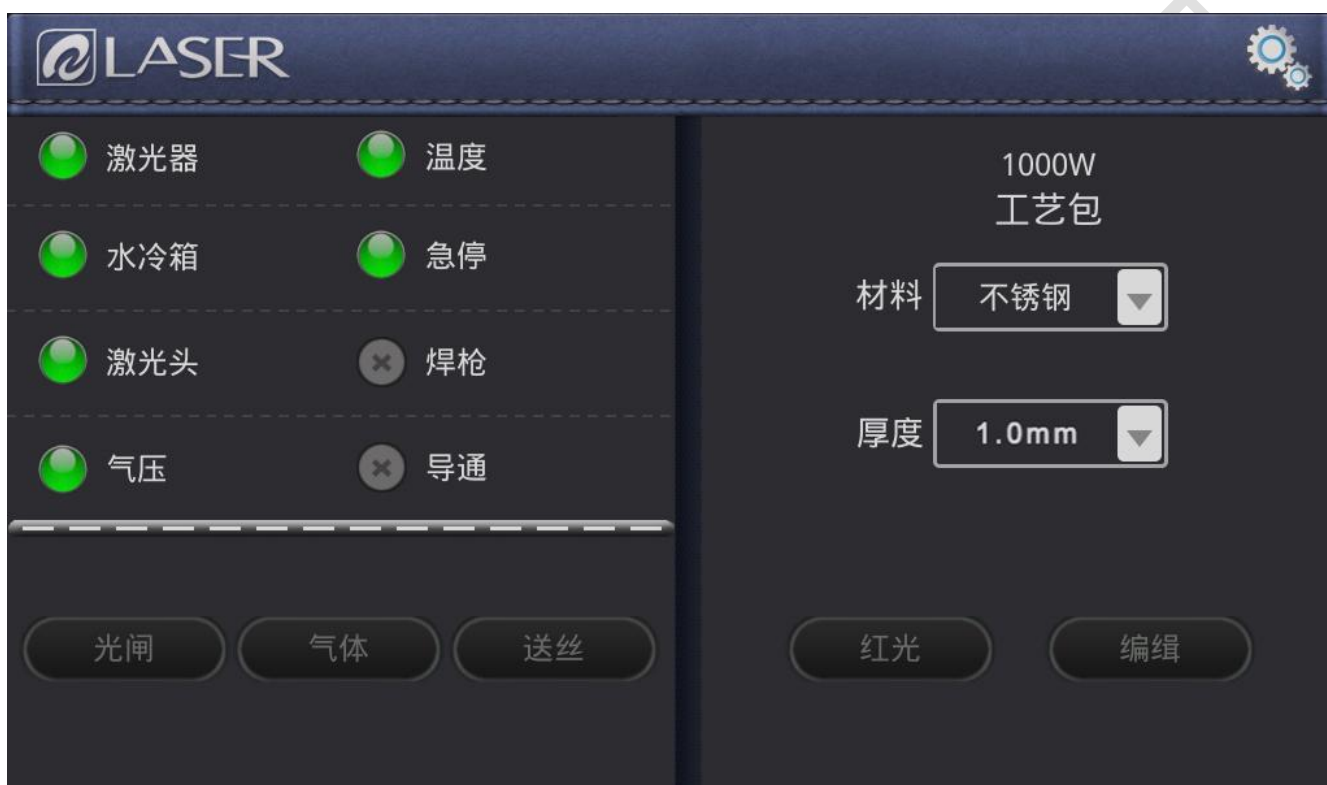 LASER
激光器 温度
水冷箱 急停
激光头 焊枪
气压 导通
光闸 气体 送丝
1000W
工艺包
材料 不锈钢
厚度 1.0mm
红光 编缉